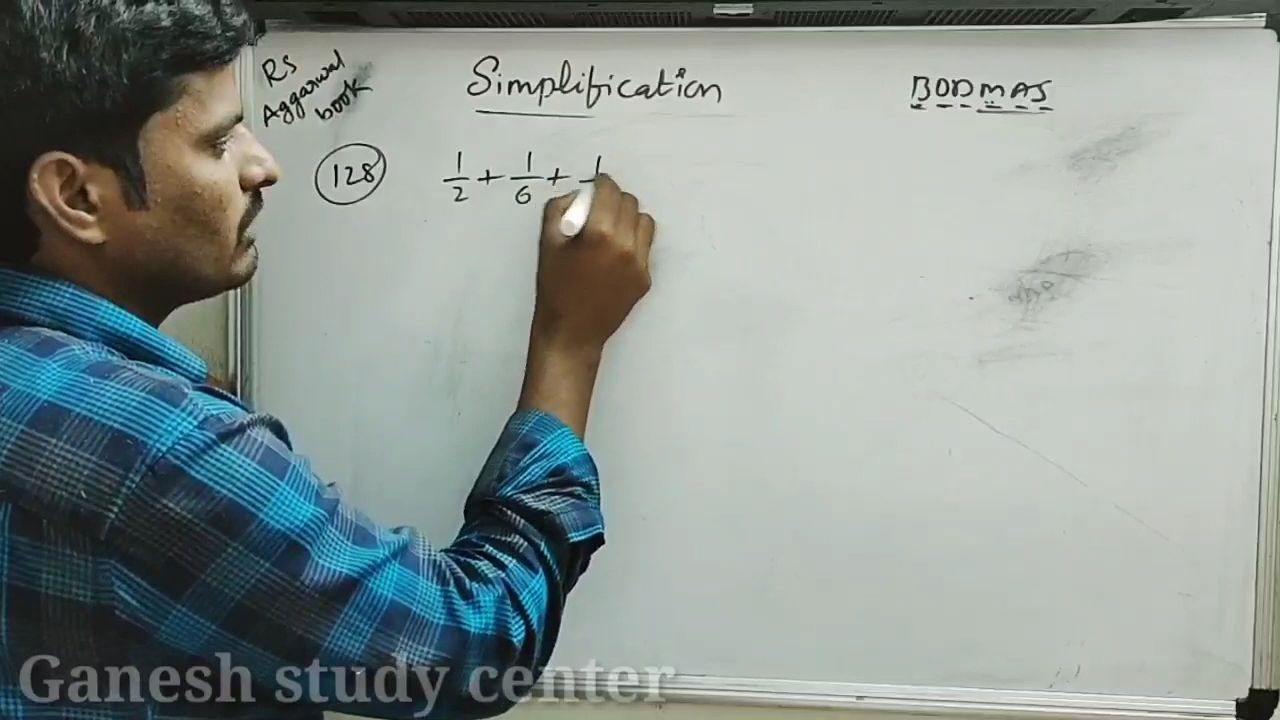 RS
Aggarwal
book
Simplification
BODMAS
128
1/2 + 1/6 + 1
Ganesh study center